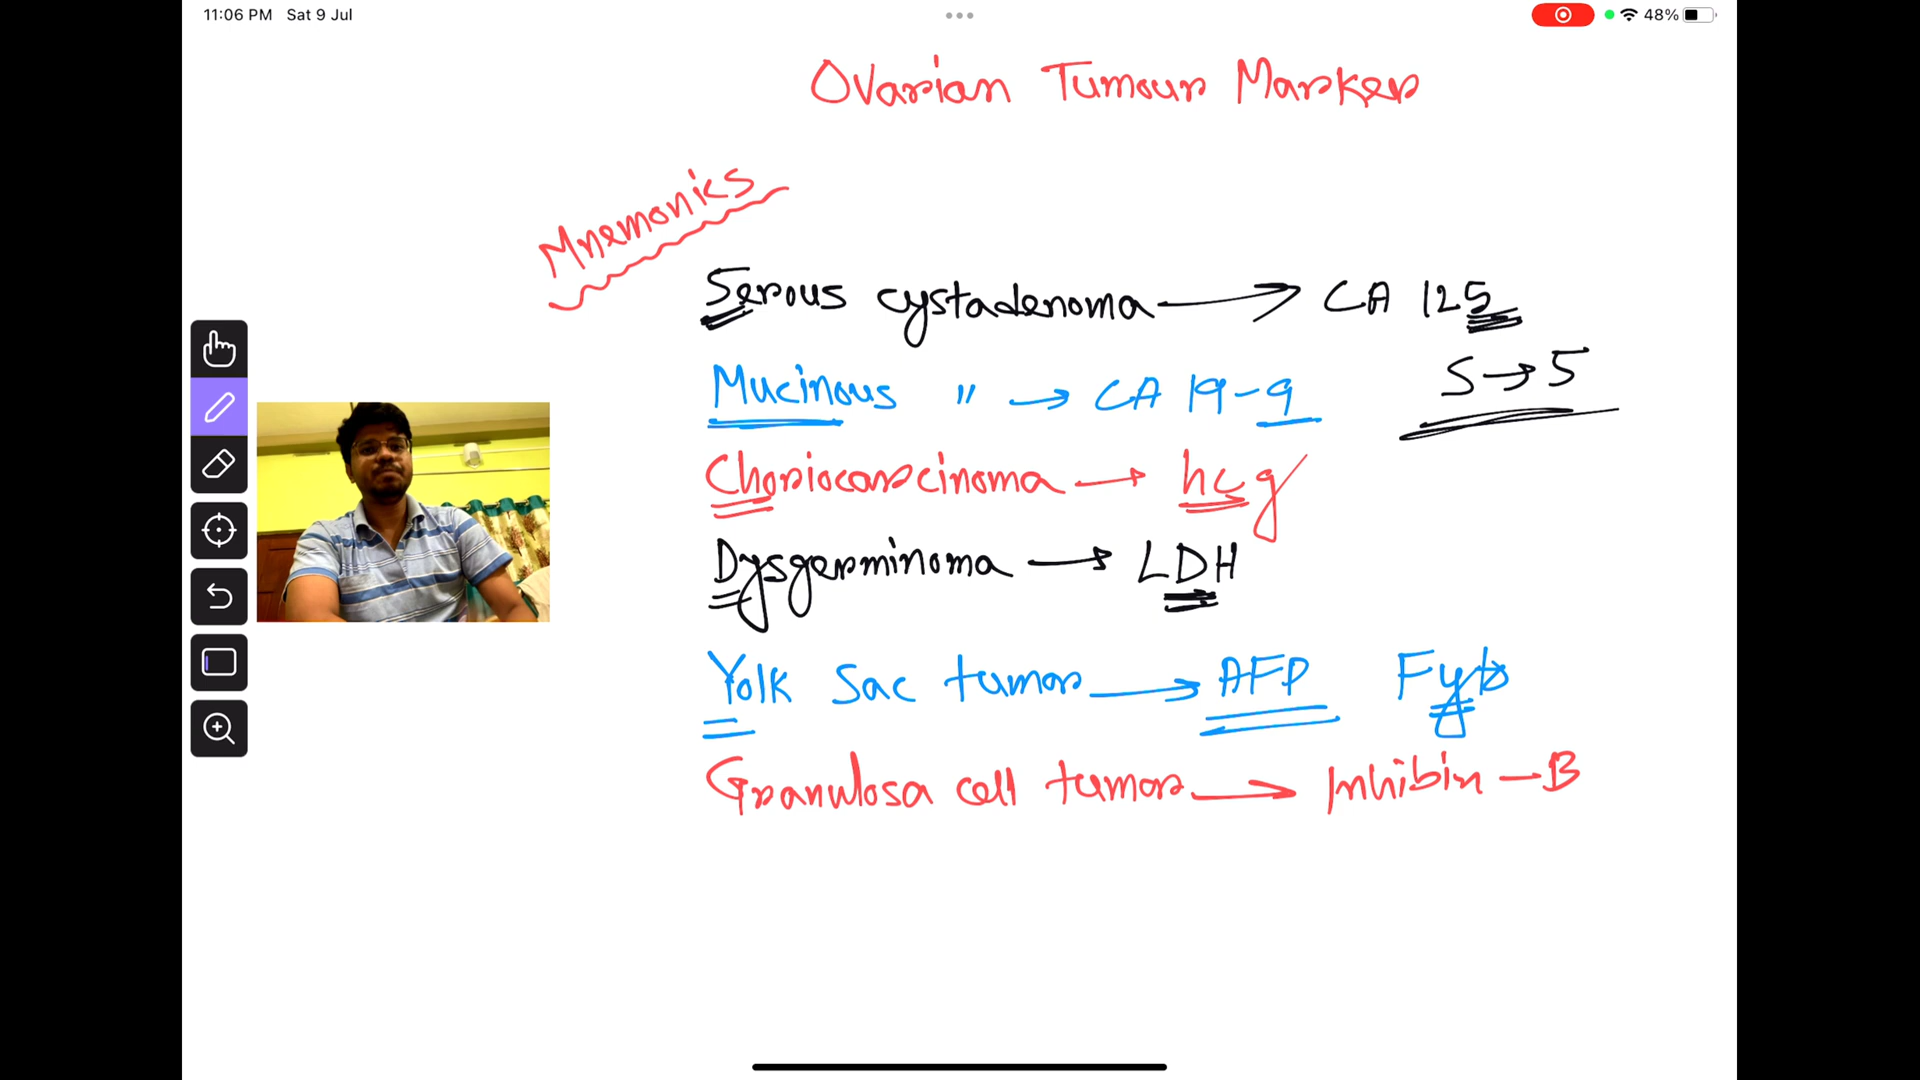 11:06 PM Sat 9 Jul
48%
Ovarian Tumour Marker
Mnemonics
Serous cystadenoma → CA 125
S → 5
Mucinous " → CA 19-9
Choriocarcinoma → hcg
Dysgerminoma → LDH
Yolk Sac tumor → AFP
Granulosa cell tumor → Inhibin - B